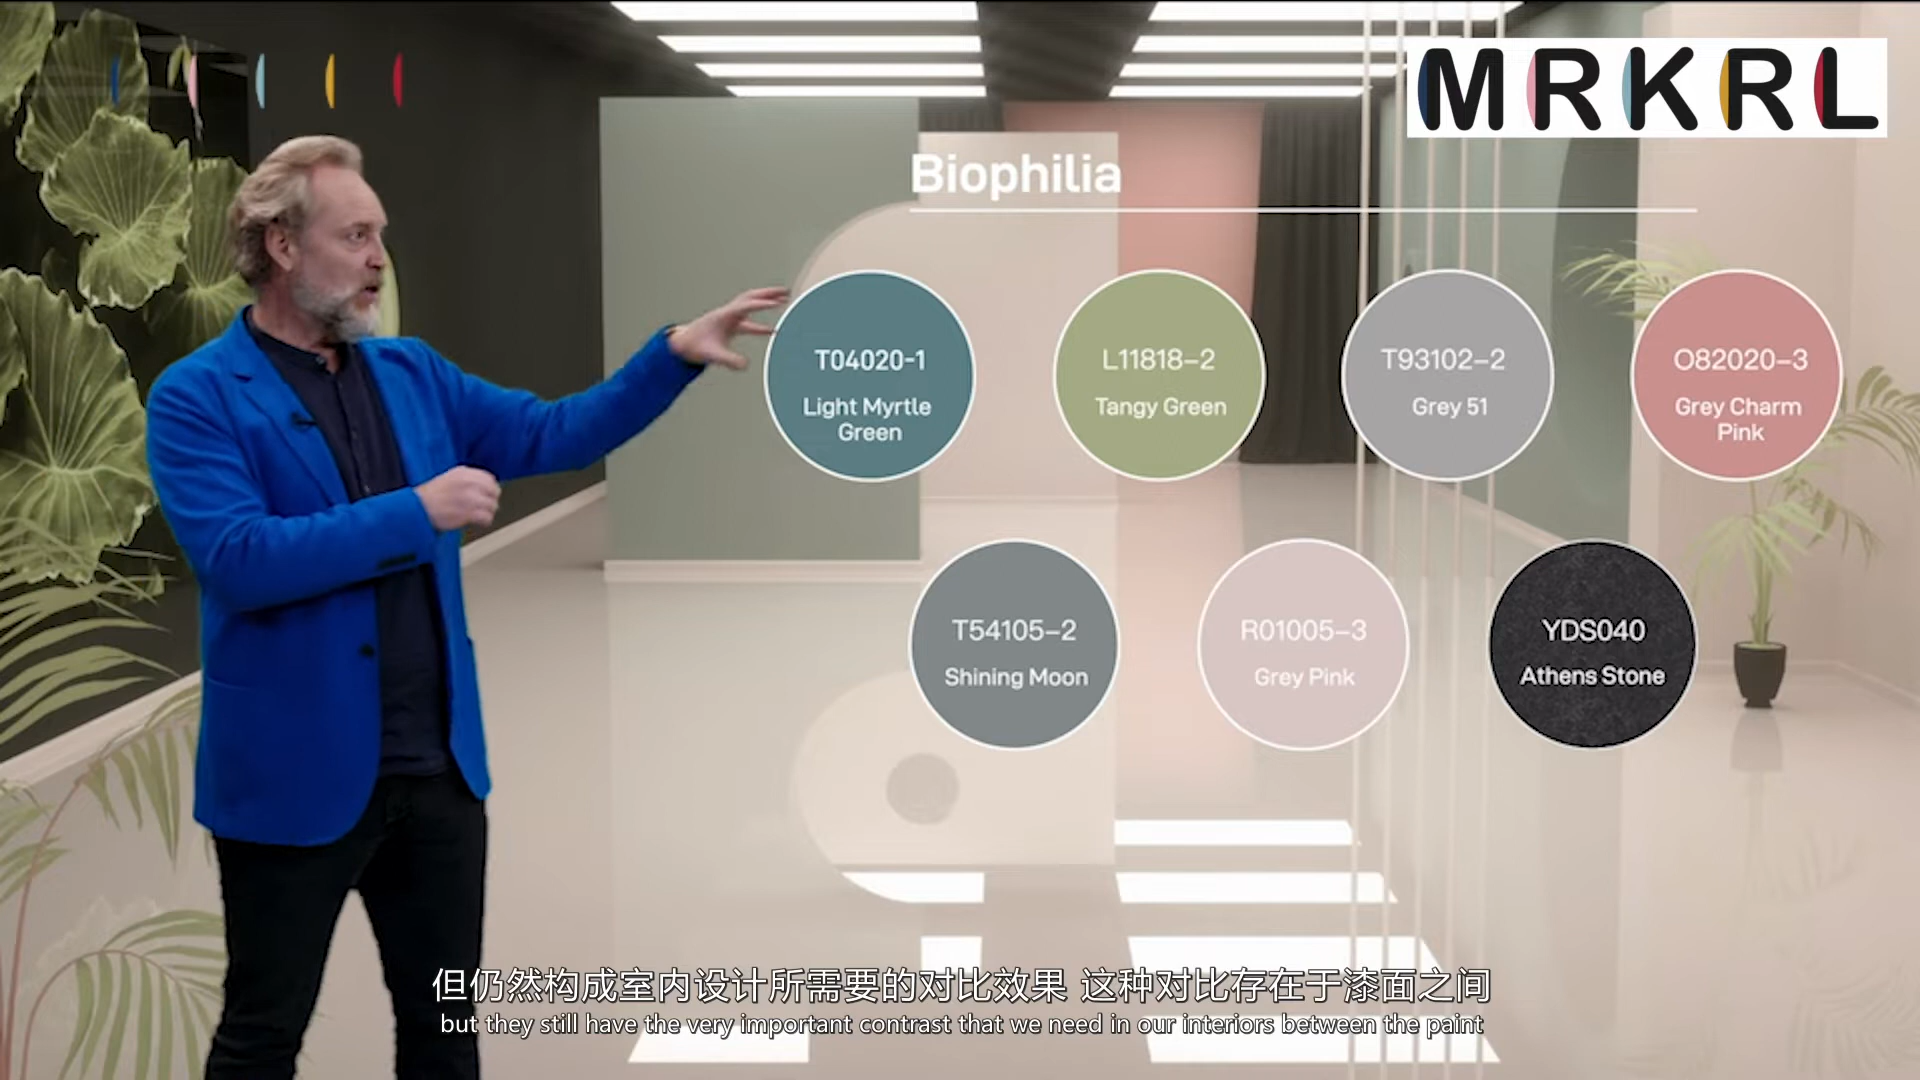 MRKRL
Biophilia
T04020-1
Light Myrtle
Green
L11818-2
Tangy Green
T93102-2
Grey 51
O82020-3
Grey Charm
Pink
T54105-2
Shining Moon
R01005-3
Grey Pink
YDS040
Athens Stone
但仍然构成室内设计所需要的对比效果 这种对比存在于漆面之间
but they still have the very important contrast that we need in our interiors between the paint